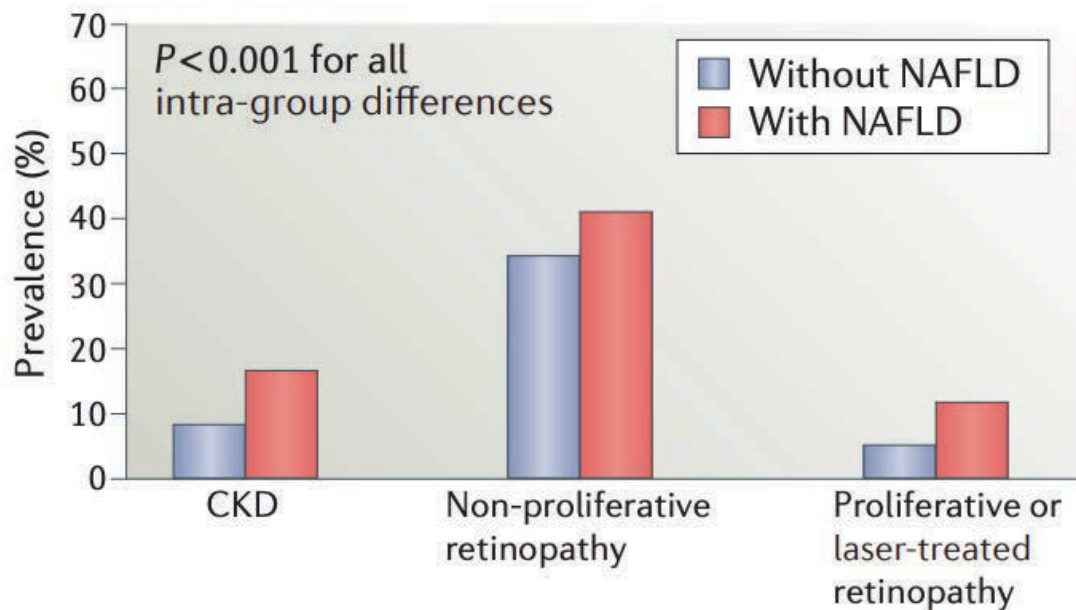 P<0.001 for all
intra-group differences
Without NAFLD
With NAFLD
Prevalence (%)
70
60
50
40
30
20
10
0
CKD
Non-proliferative
retinopathy
Proliferative or
laser-treated
retinopathy